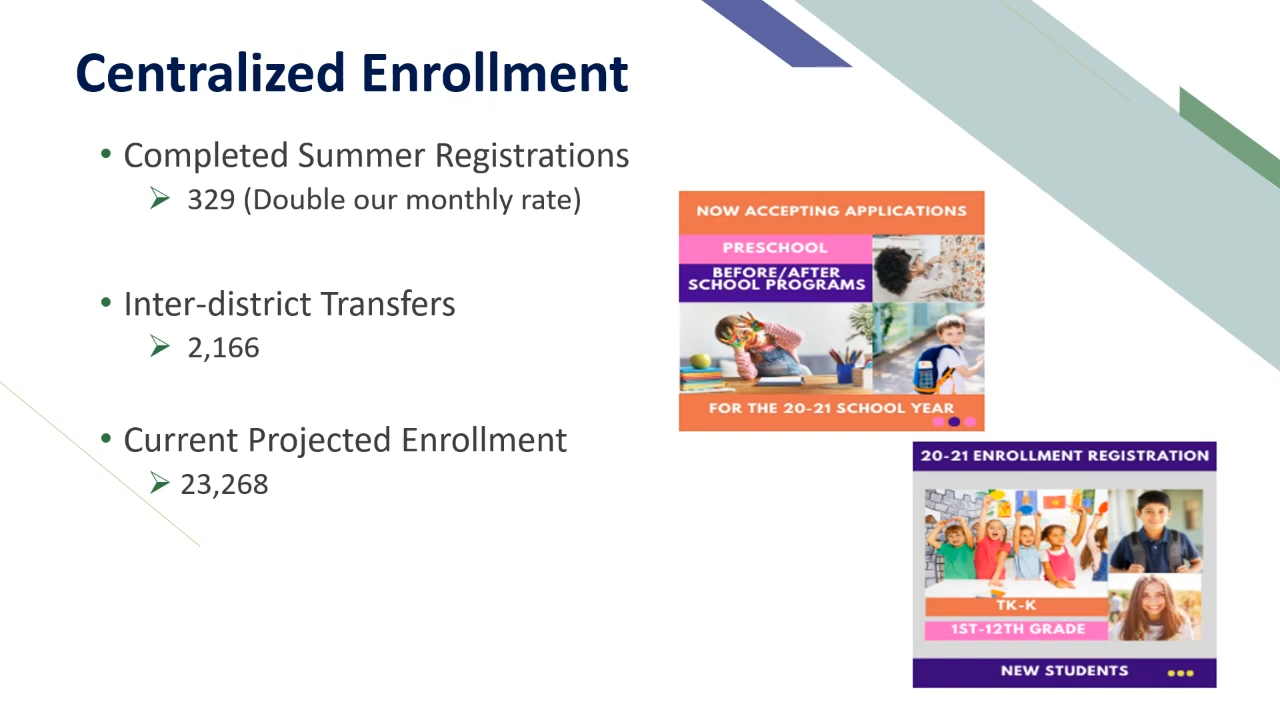 Centralized Enrollment
• Completed Summer Registrations
➢ 329 (Double our monthly rate)
• Inter-district Transfers
➢ 2,166
• Current Projected Enrollment
➢ 23,268
NOW ACCEPTING APPLICATIONS
PRESCHOOL
BEFORE/AFTER
SCHOOL PROGRAMS
FOR THE 20-21 SCHOOL YEAR
20-21 ENROLLMENT REGISTRATION
TK-K
1ST-12TH GRADE
NEW STUDENTS